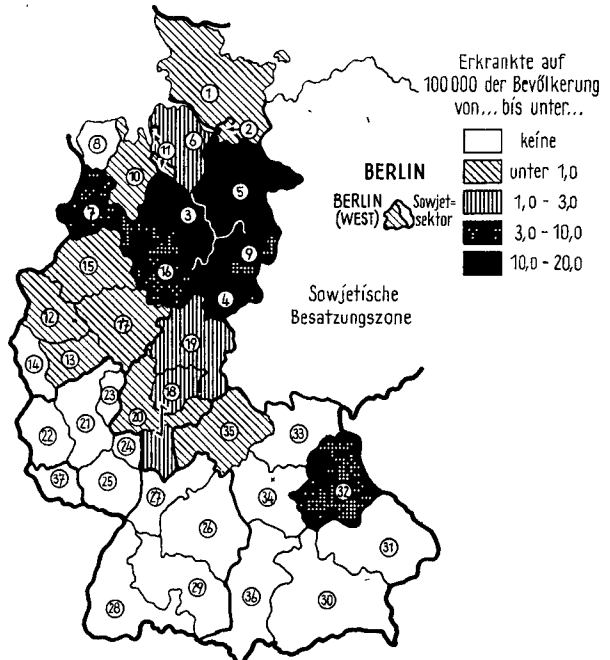 Erkrankte auf
100 000 der Bevölkerung
von... bis unter...
keine
unter 1,0
1,0 - 3,0
3,0 - 10,0
10,0 - 20,0
BERLIN
BERLIN
(WEST)
Sowjet=
sektor
Sowjetische
Besatzungszone
1
2
6
11
8
10
5
7
3
9
16
15
4
12
17
19
14
13
18
23
20
21
22
35
33
24
37
25
27
34
32
26
31
29
28
36
30